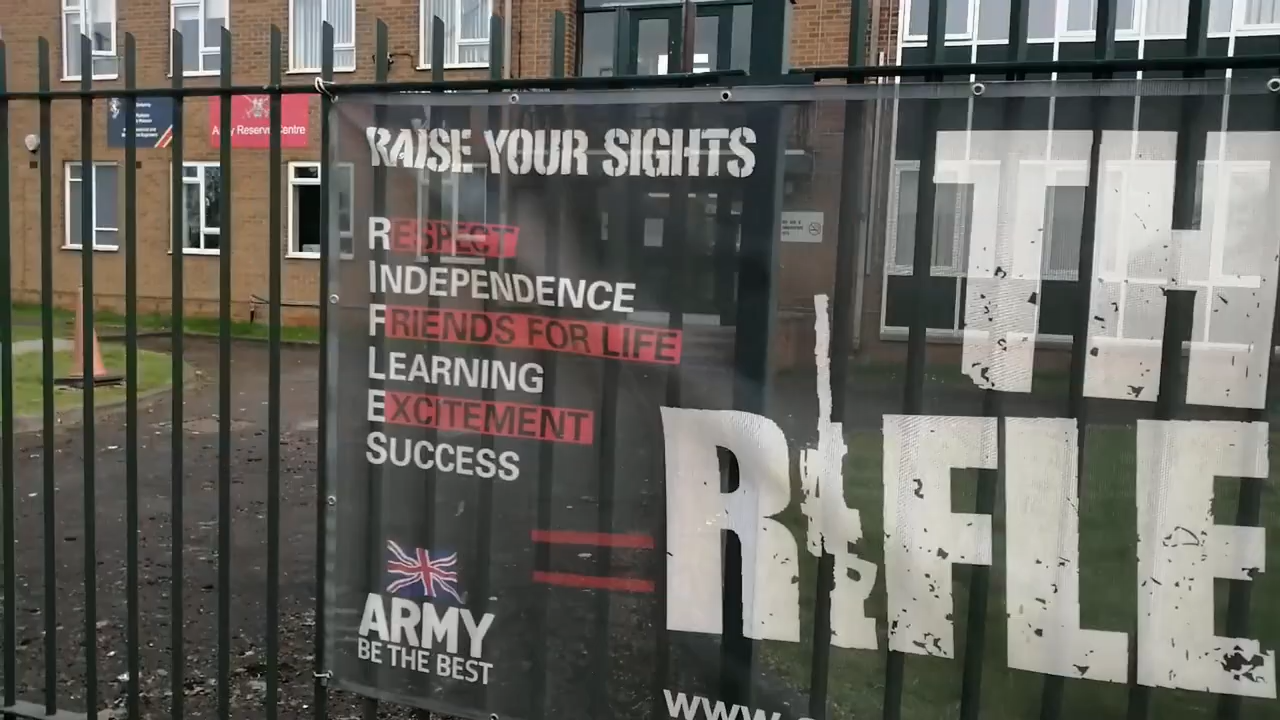 Army Reserve Centre
RAISE YOUR SIGHTS
RESPECT
INDEPENDENCE
FRIENDS FOR LIFE
LEARNING
EXCITEMENT
SUCCESS
=
ARMY
BE THE BEST
TH
RIFLE
www.